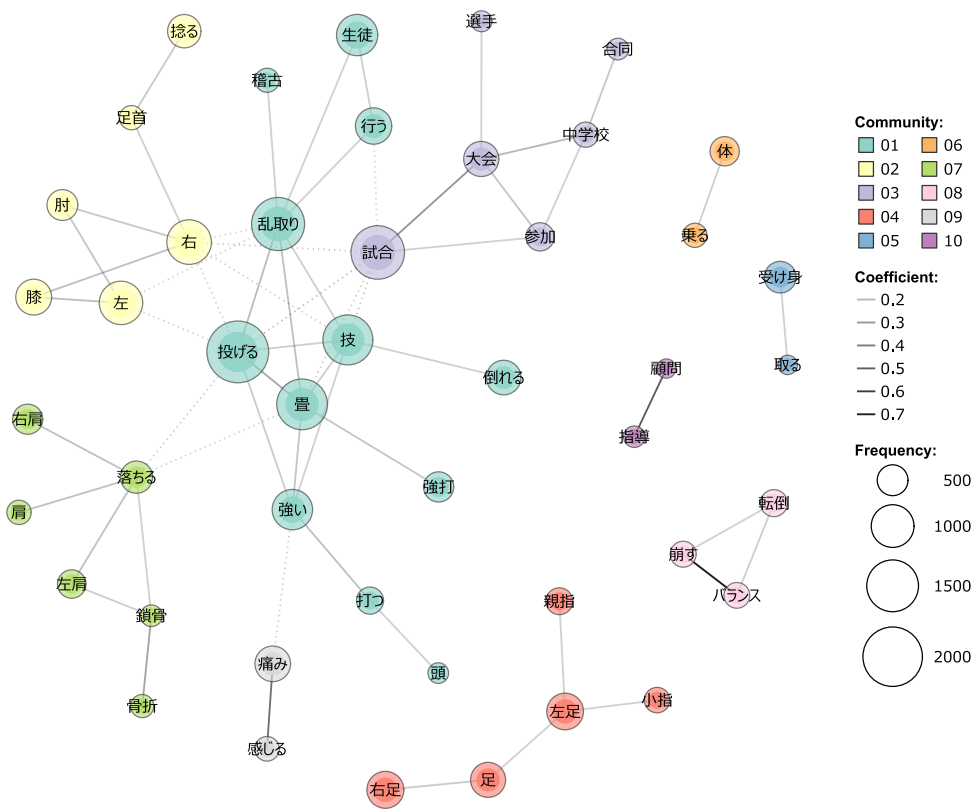 選手
捻る
生徒
合同
稽古
足首
行う
中学校
大会
体
肘
乱取り
右
参加
乗る
試合
受け身
膝
左
投げる
技
取る
顧問
倒れる
畳
右肩
指導
落ちる
強打
転倒
肩
強い
崩す
左肩
バランス
打つ
親指
鎖骨
痛み
頭
骨折
小指
左足
感じる
足
右足
Community:
01 06
02 07
03 08
04 09
05 10
Coefficient:
0.2
0.3
0.4
0.5
0.6
0.7
Frequency:
500
1000
1500
2000